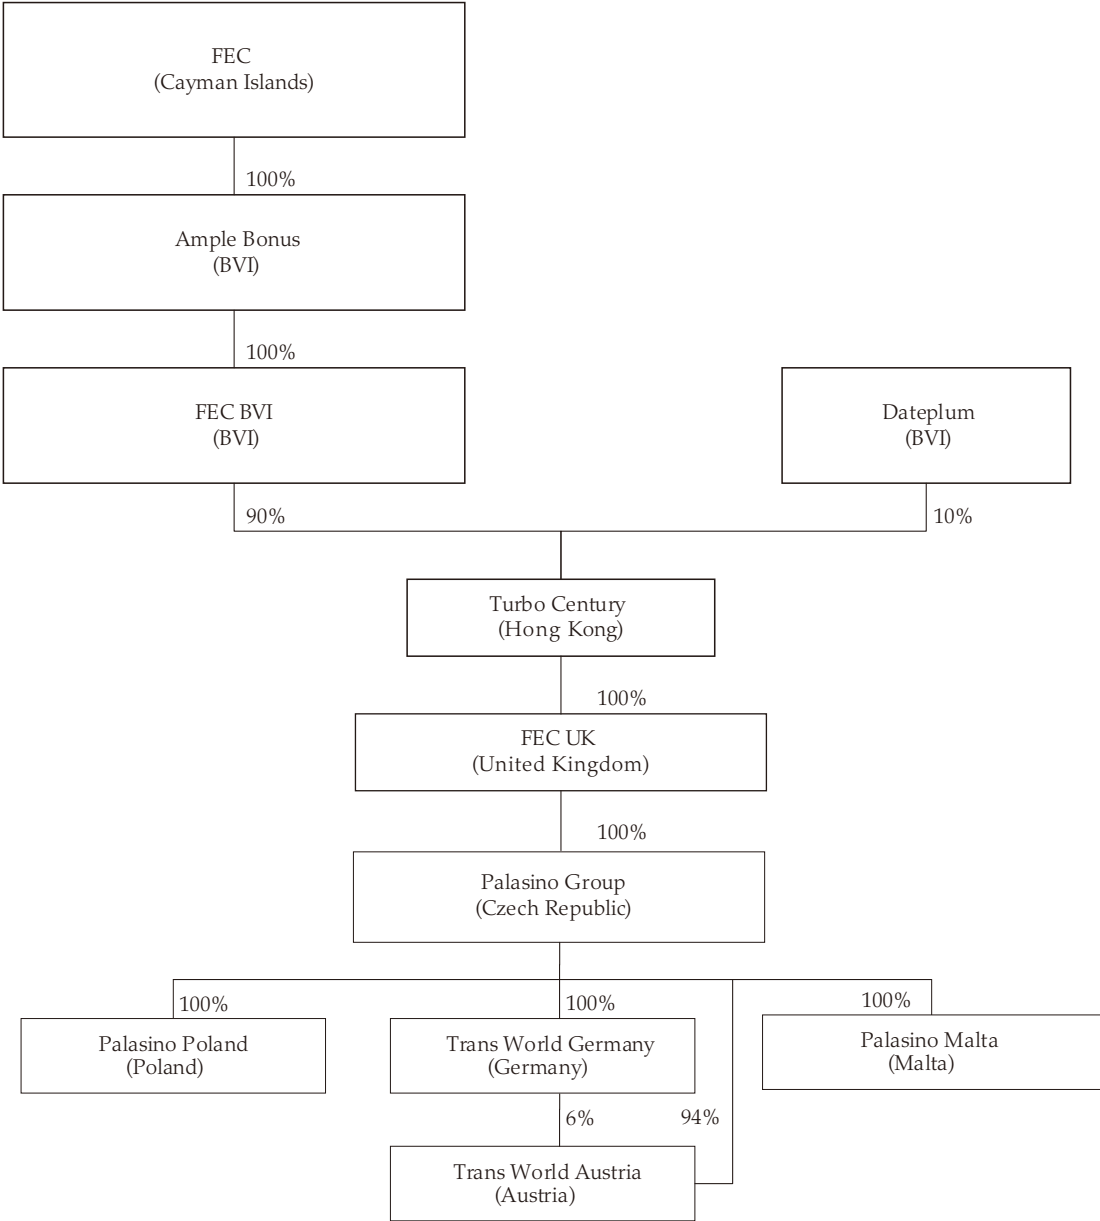 FEC
(Cayman Islands)
100%
Ample Bonus
(BVI)
100%
FEC BVI
(BVI)
Dateplum
(BVI)
90%
10%
Turbo Century
(Hong Kong)
100%
FEC UK
(United Kingdom)
100%
Palasino Group
(Czech Republic)
100%
100%
100%
Palasino Poland
(Poland)
Trans World Germany
(Germany)
Palasino Malta
(Malta)
6%
94%
Trans World Austria
(Austria)